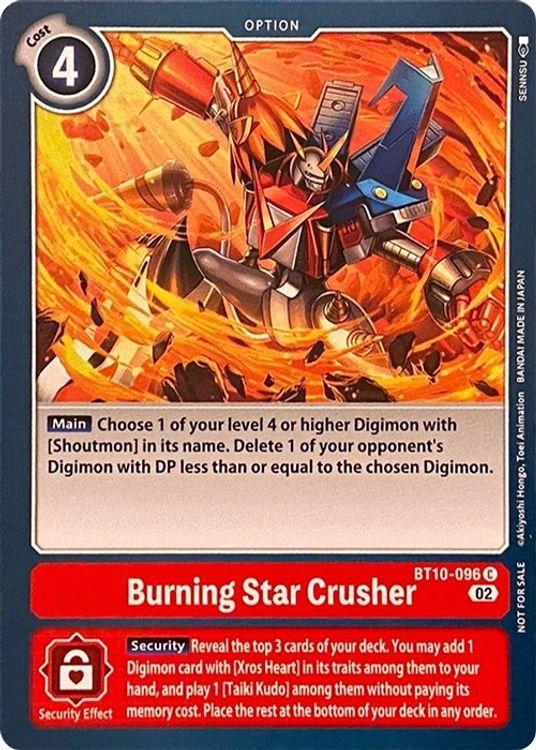 OPTION
Cost
4
SENNSU
Main Choose 1 of your level 4 or higher Digimon with
[Shoutmon] in its name. Delete 1 of your opponent's
Digimon with DP less than or equal to the chosen Digimon.
©Akiyoshi Hongo, Toei Animation BANDAI MADE IN JAPAN
NOT FOR SALE
BT10-096 C
Burning Star Crusher
02
Security Reveal the top 3 cards of your deck. You may add 1
Digimon card with [Xros Heart] in its traits among them to your
hand, and play 1 [Taiki Kudo] among them without paying its
memory cost. Place the rest at the bottom of your deck in any order.
Security Effect